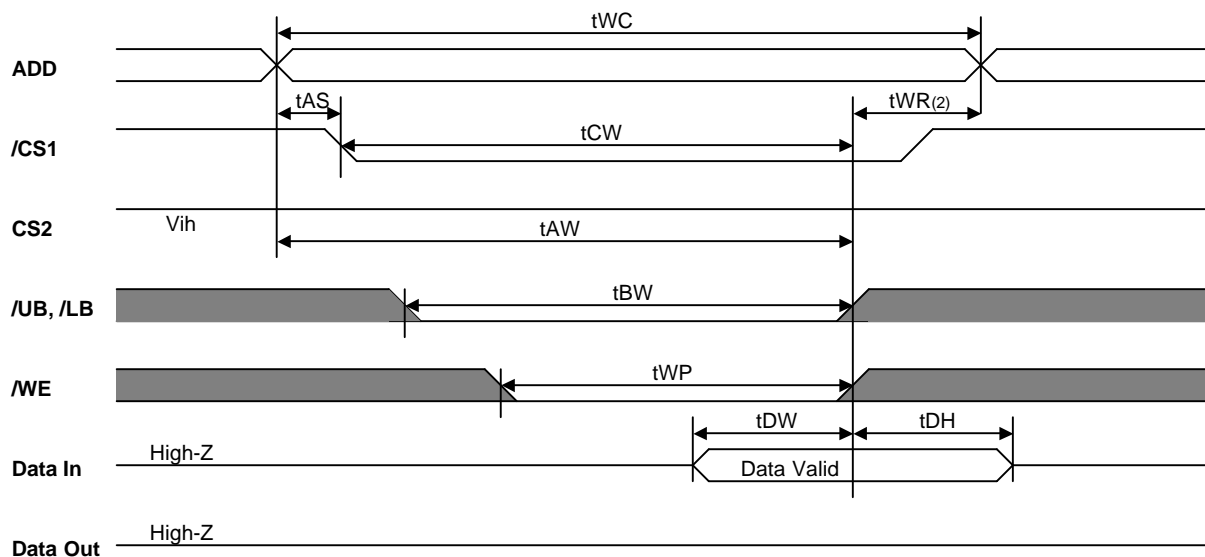 tWC
ADD
tAS
tWR(2)
/CS1
tCW
CS2
Vih
tAW
/UB, /LB
tBW
/WE
tWP
tDW
tDH
Data In
High-Z
Data Valid
Data Out
High-Z